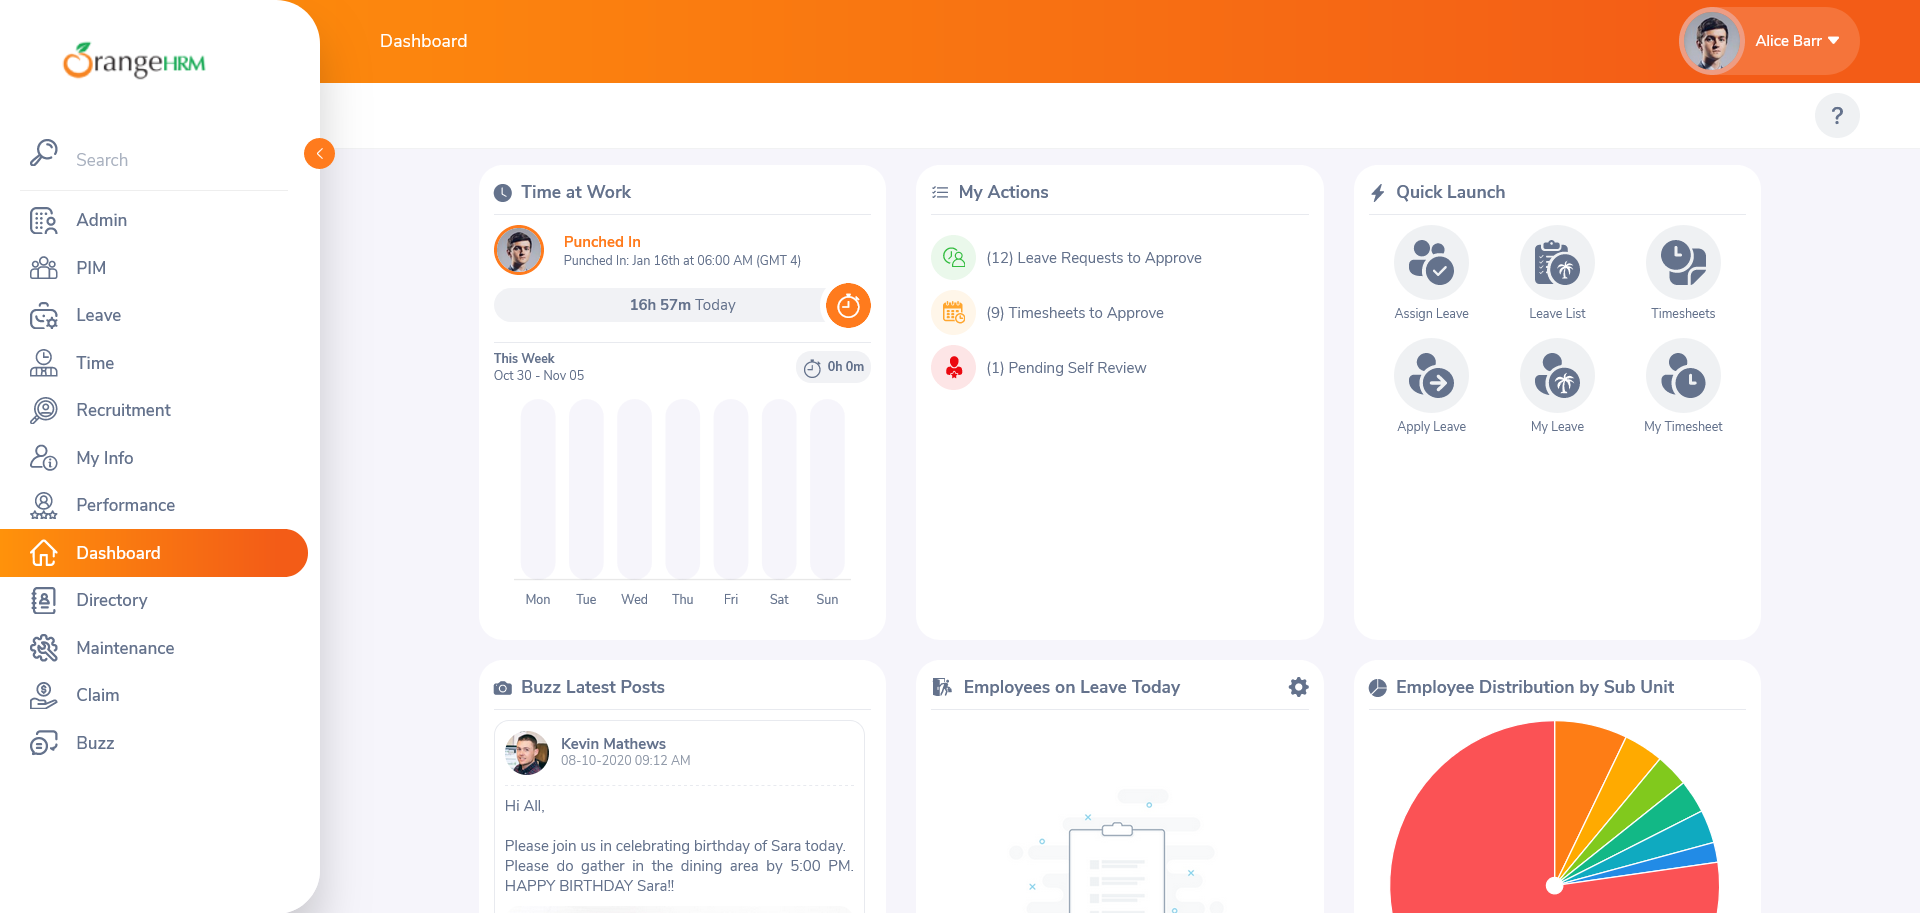 OrangeHRM
Search
Admin
PIM
Leave
Time
Recruitment
My Info
Performance
Dashboard
Directory
Maintenance
Claim
Buzz
Dashboard
Alice Barr
?
Time at Work
Punched In
Punched In: Jan 16th at 06:00 AM (GMT 4)
16h 57m Today
This Week
Oct 30 - Nov 05
0h 0m
Mon Tue Wed Thu Fri Sat Sun
My Actions
(12) Leave Requests to Approve
(9) Timesheets to Approve
(1) Pending Self Review
Quick Launch
Assign Leave
Leave List
Timesheets
Apply Leave
My Leave
My Timesheet
Buzz Latest Posts
Kevin Mathews
08-10-2020 09:12 AM
Hi All,
Please join us in celebrating birthday of Sara today.
Please do gather in the dining area by 5:00 PM.
HAPPY BIRTHDAY Sara!!
Employees on Leave Today
Employee Distribution by Sub Unit